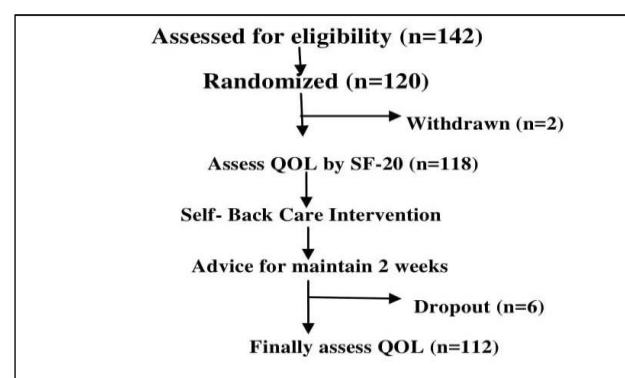 Assessed for eligibility (n=142)
Randomized (n=120)
Withdrawn (n=2)
Assess QOL by SF-20 (n=118)
Self- Back Care Intervention
Advice for maintain 2 weeks
Dropout (n=6)
Finally assess QOL (n=112)